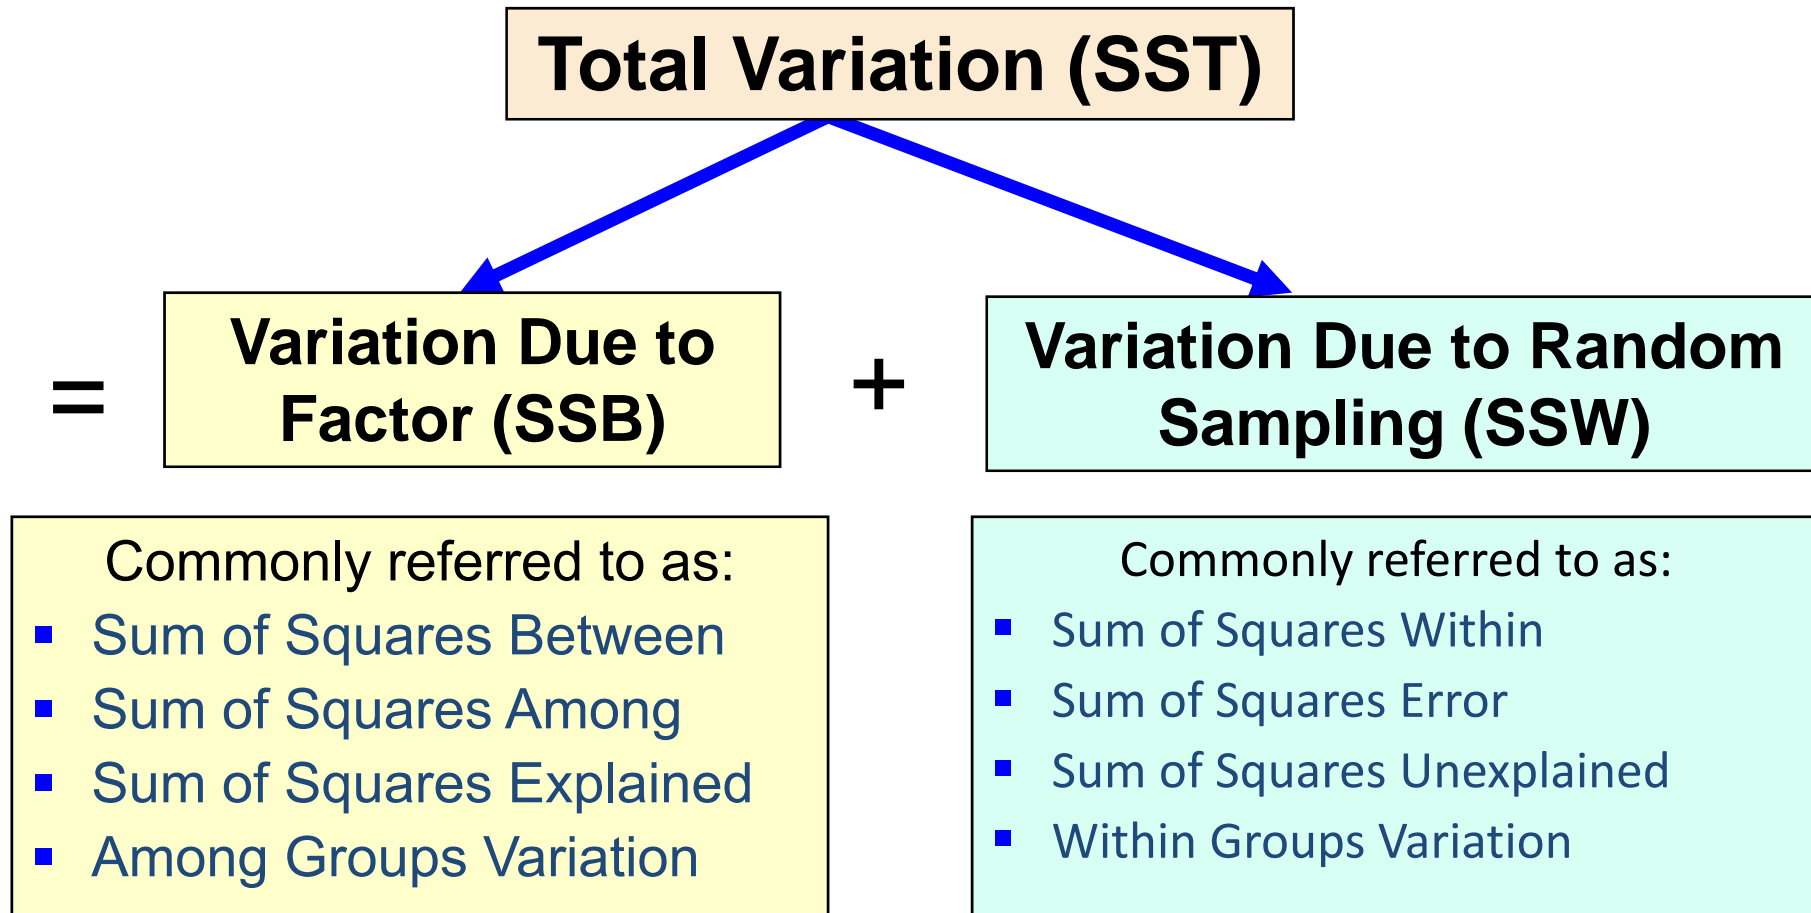 Total Variation (SST)
=
Variation Due to
Factor (SSB)
+
Variation Due to Random
Sampling (SSW)
Commonly referred to as:
▪ Sum of Squares Between
▪ Sum of Squares Among
▪ Sum of Squares Explained
▪ Among Groups Variation
Commonly referred to as:
▪ Sum of Squares Within
▪ Sum of Squares Error
▪ Sum of Squares Unexplained
▪ Within Groups Variation